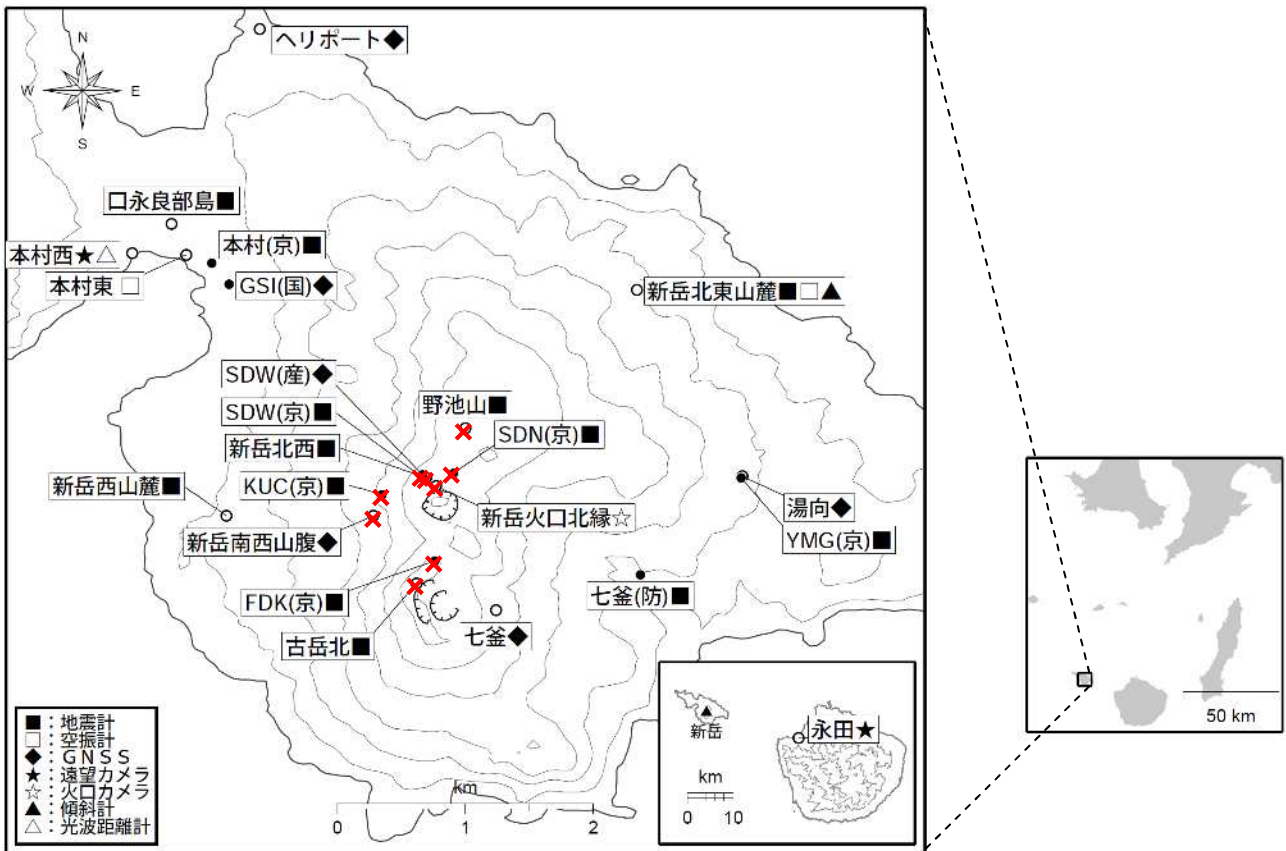 ヘリポート◆
N
W
E
S
口永良部島■
本村(京)■
本村西★△
本村東□
GSI(国)◆
新岳北東山麓■□▲
SDW(産)◆
SDW(京)■
野池山■
SDN(京)■
新岳北西■
新岳西山麓■
KUC(京)■
新岳火口北縁☆
湯向◆
新岳南西山腹◆
YMG(京)■
FDK(京)■
七釜(防)■
古岳北■
七釜◆
■：地震計
□：空振計
◆：ＧＮＳＳ
★：遠望カメラ
☆：火口カメラ
▲：傾斜計
△：光波距離計
km
0
1
2
新岳
永田★
km
0 10
50 km